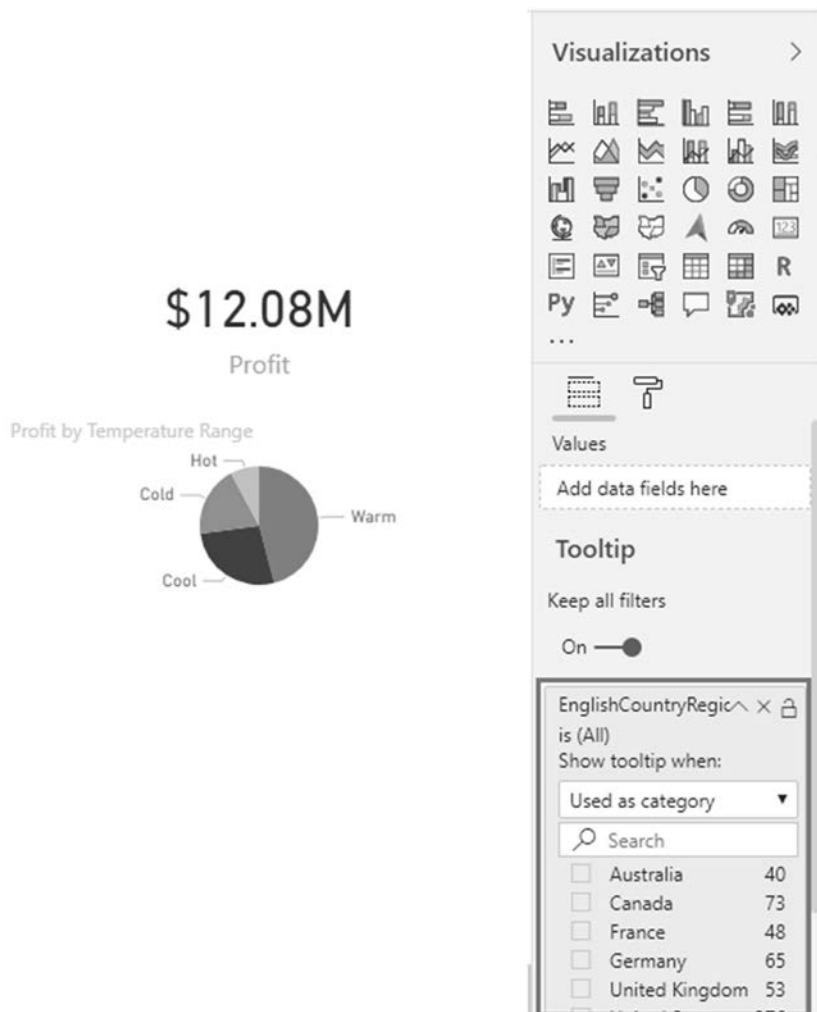 Visualizations
123
R
Py
...
$12.08M
Profit
Profit by Temperature Range
Hot
Cold
Warm
Cool
Values
Add data fields here
Tooltip
Keep all filters
On
EnglishCountryRegic
is (All)
Show tooltip when:
Used as category
Search
Australia 40
Canada 73
France 48
Germany 65
United Kingdom 53